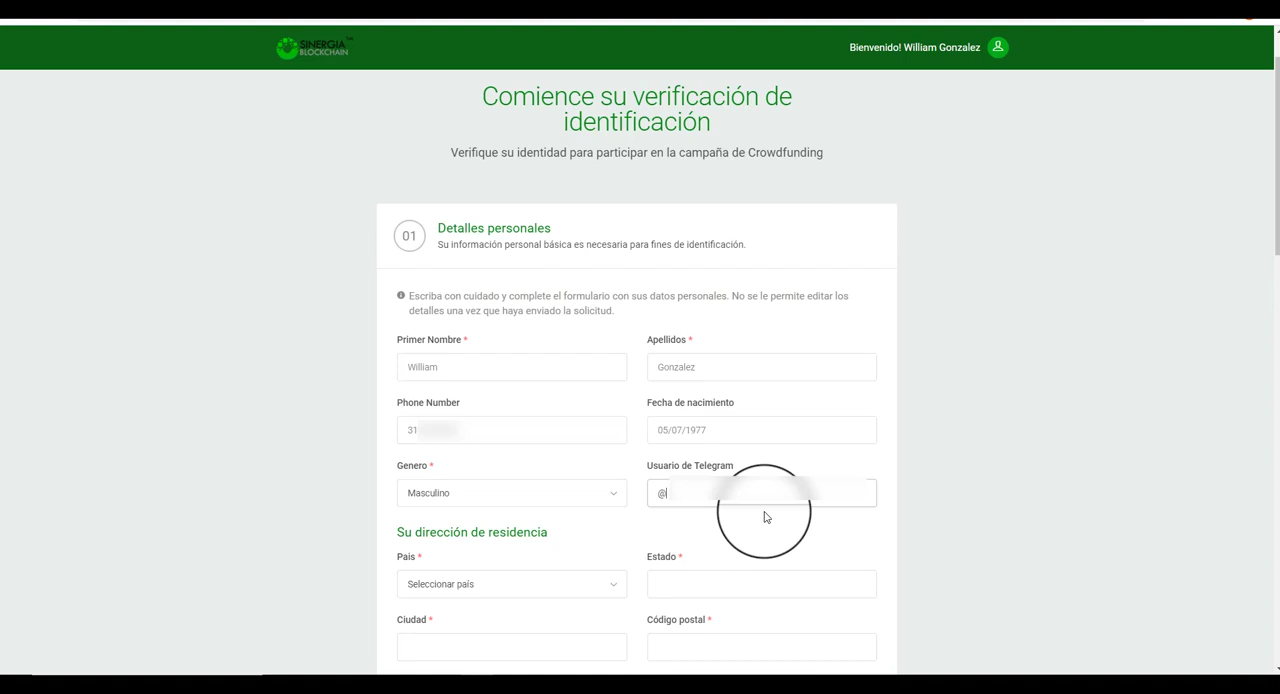 SINERGIA
BLOCKCHAIN
Bienvenido! William Gonzalez
Comience su verificación de
identificación
Verifique su identidad para participar en la campaña de Crowdfunding
01
Detalles personales
Su información personal básica es necesaria para fines de identificación.
Escriba con cuidado y complete el formulario con sus datos personales. No se le permite editar los
detalles una vez que haya enviado la solicitud.
Primer Nombre * Apellidos *
William Gonzalez
Phone Number Fecha de nacimiento
31 05/07/1977
Genero * Usuario de Telegram
Masculino @
Su dirección de residencia
Pais * Estado *
Seleccionar país
Ciudad * Código postal *